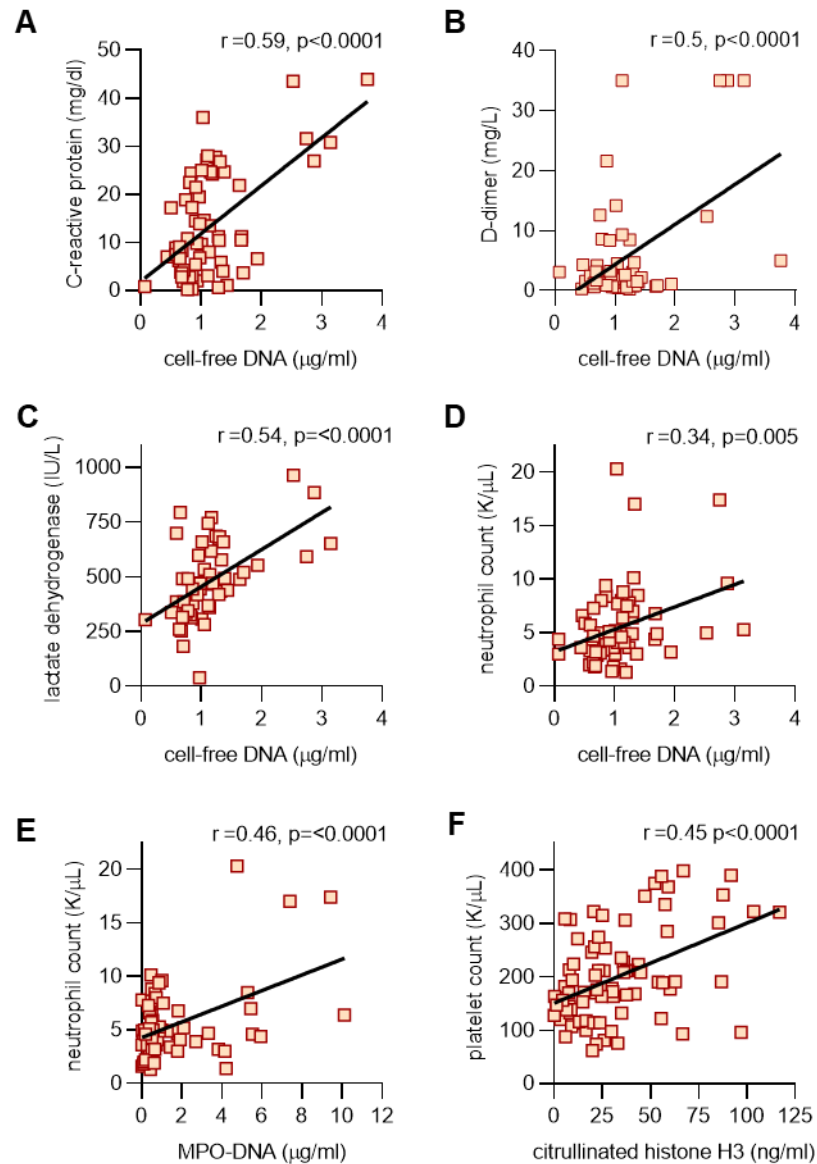 A
r=0.59, p<0.0001
C-reactive protein (mg/dl)
50
40
30
20
10
0
0 1 2 3 4
cell-free DNA (μg/ml)
B
r=0.5, p<0.0001
D-dimer (mg/L)
40
30
20
10
0
0 1 2 3 4
cell-free DNA (μg/ml)
C
r=0.54, p=<0.0001
lactate dehydrogenase (IU/L)
1000
750
500
250
0
0 1 2 3 4
cell-free DNA (μg/ml)
D
r=0.34, p=0.005
neutrophil count (K/μL)
20
15
10
5
0
0 1 2 3 4
cell-free DNA (μg/ml)
E
r=0.46, p=<0.0001
neutrophil count (K/μL)
20
15
10
5
0
0 2 4 6 8 10 12
MPO-DNA (μg/ml)
F
r=0.45 p<0.0001
platelet count (K/μL)
400
300
200
100
0
0 25 50 75 100 125
citrullinated histone H3 (ng/ml)